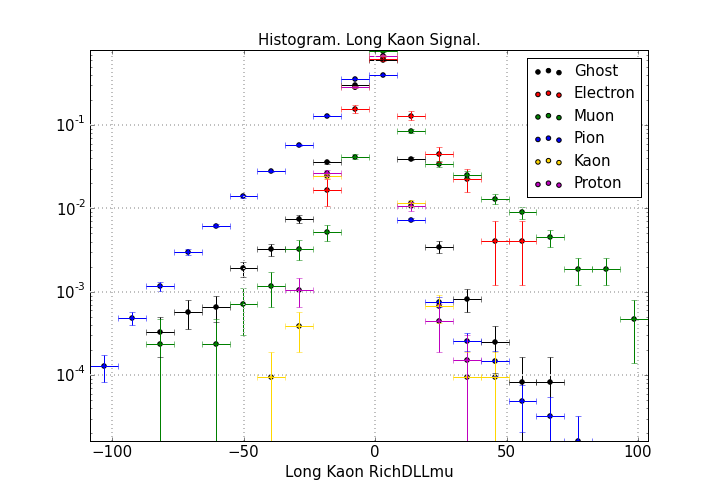 Histogram. Long Kaon Signal.
Ghost
Electron
Muon
Pion
Kaon
Proton
10^-1
10^-2
10^-3
10^-4
−100 −50 0 50 100
Long Kaon RichDLLmu